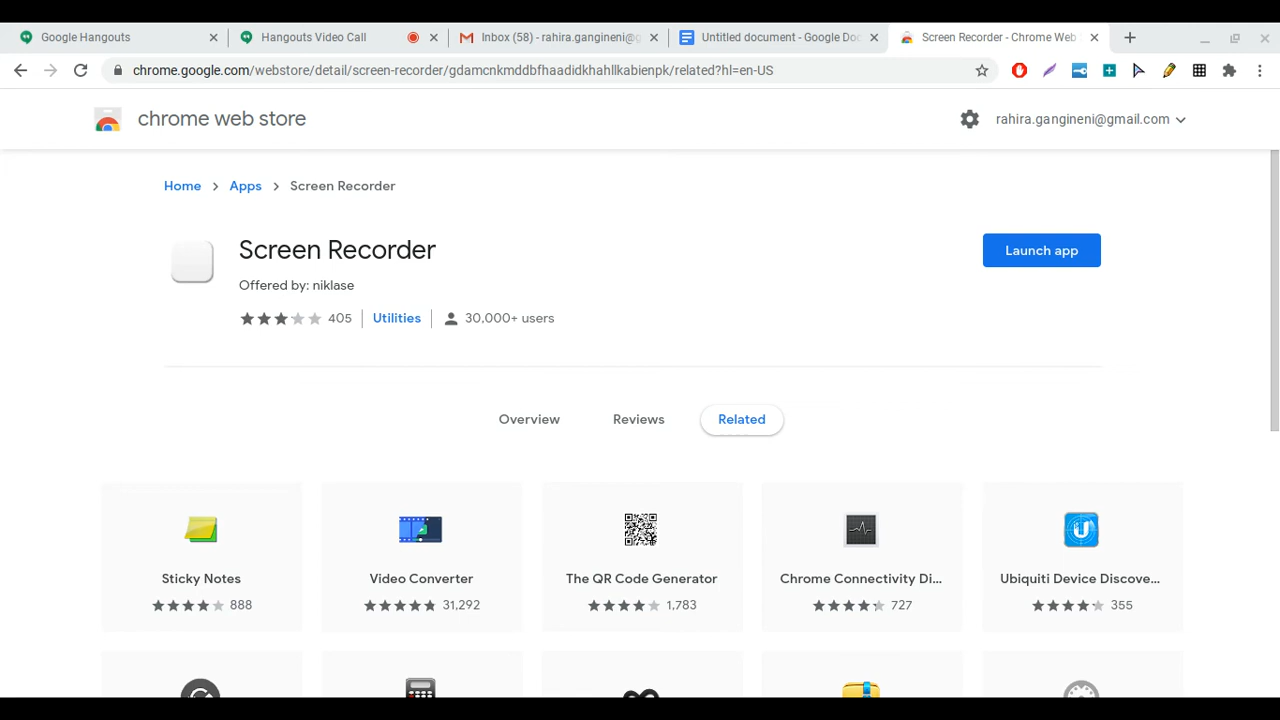 Google Hangouts
Hangouts Video Call
Inbox (58) - rahira.gangineni@g
Untitled document - Google Doc
Screen Recorder - Chrome Web
chrome.google.com/webstore/detail/screen-recorder/gdamcnkmddbfhaadidkhahllkabienpk/related?hl=en-US
chrome web store
rahira.gangineni@gmail.com
Home
Apps
Screen Recorder
Screen Recorder
Launch app
Offered by: niklase
405
Utilities
30,000+ users
Overview
Reviews
Related
Sticky Notes
Video Converter
The QR Code Generator
Chrome Connectivity Di...
Ubiquiti Device Discove...
888
31,292
1,783
727
355